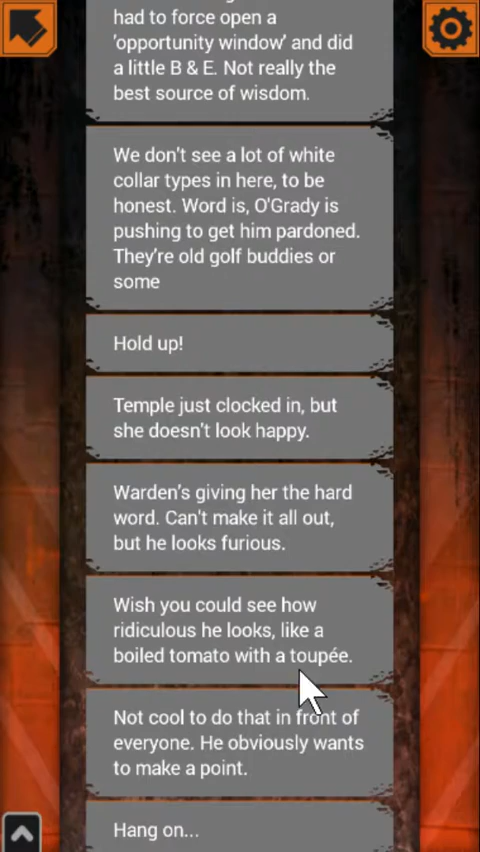 had to force open a
'opportunity window' and did
a little B & E. Not really the
best source of wisdom.
We don't see a lot of white
collar types in here, to be
honest. Word is, O'Grady is
pushing to get him pardoned.
They're old golf buddies or
some
Hold up!
Temple just clocked in, but
she doesn't look happy.
Warden's giving her the hard
word. Can't make it all out,
but he looks furious.
Wish you could see how
ridiculous he looks, like a
boiled tomato with a toupée.
Not cool to do that in front of
everyone. He obviously wants
to make a point.
Hang on...